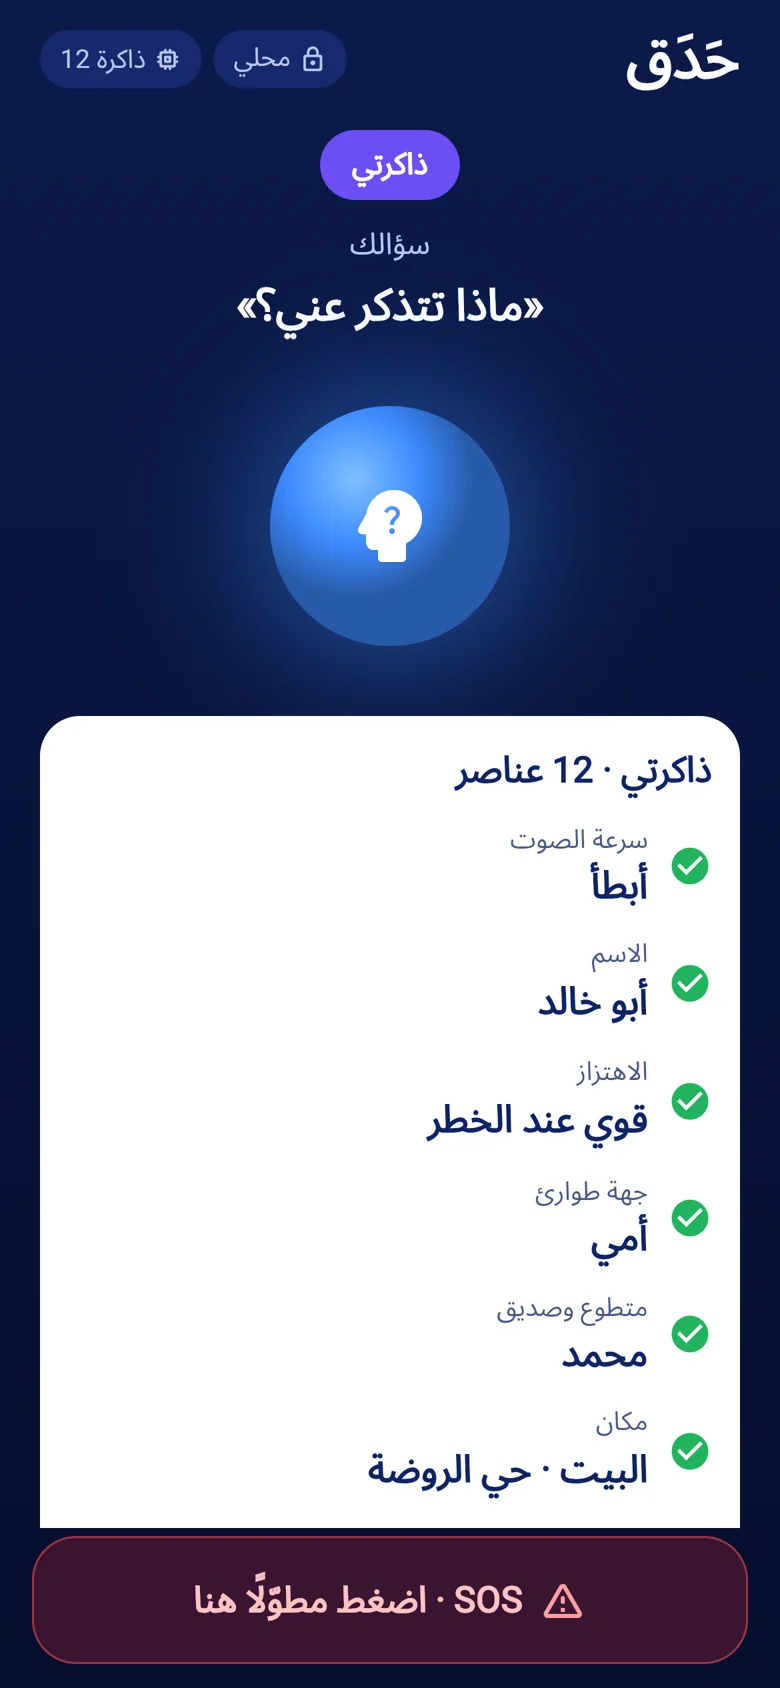 حَدَق
محلي
ذاكرة 12
ذاكرتي
سؤالك
«ماذا تتذكر عني؟»
?
ذاكرتي · 12 عناصر
سرعة الصوت
أبطأ
الاسم
أبو خالد
الاهتزاز
قوي عند الخطر
جهة طوارئ
أمي
متطوع وصديق
محمد
مكان
البيت · حي الروضة
SOS · اضغط مطوّلًا هنا